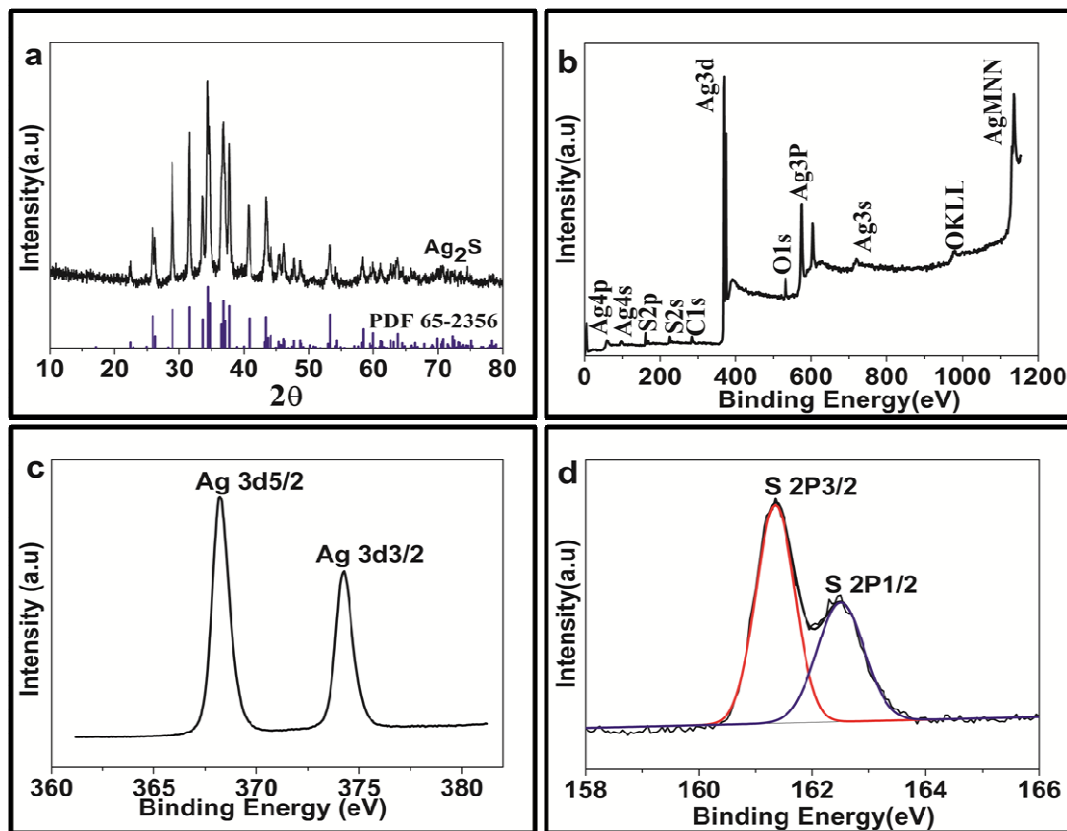 a
Intensity(a.u)
Ag2S
PDF 65-2356
10 20 30 40 50 60 70 80
2θ
b
Intensity(a.u)
Ag4p
Ag4s
S2p
S2s
C1s
Ag3d
O1s
Ag3P
Ag3s
OKLL
AgMNN
0 200 400 600 800 1000 1200
Binding Energy(eV)
c
Intensity (a.u)
Ag 3d5/2
Ag 3d3/2
360 365 370 375 380
Binding Energy (eV)
d
Intensity(a.u)
S 2P3/2
S 2P1/2
158 160 162 164 166
Binding Energy(eV)